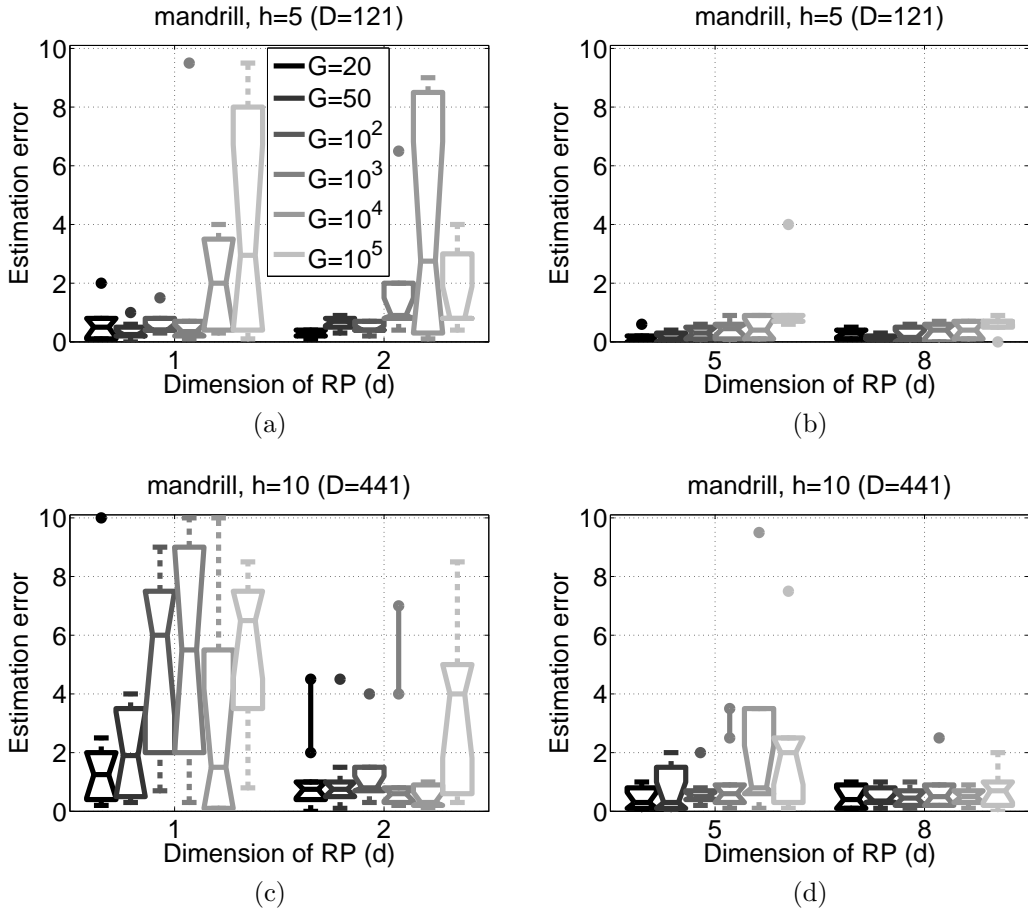 mandrill, h=5 (D=121)
10
8
6
4
2
0
Estimation error
G=20
G=50
G=10^2
G=10^3
G=10^4
G=10^5
1
2
Dimension of RP (d)
(a)
mandrill, h=5 (D=121)
10
8
6
4
2
0
Estimation error
5
8
Dimension of RP (d)
(b)
mandrill, h=10 (D=441)
10
8
6
4
2
0
Estimation error
1
2
Dimension of RP (d)
(c)
mandrill, h=10 (D=441)
10
8
6
4
2
0
Estimation error
5
8
Dimension of RP (d)
(d)